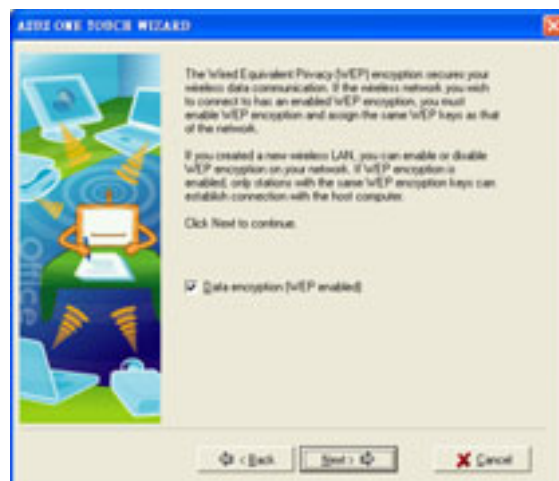 ASUS ONE TOUCH WIZARD
The Wired Equivalent Privacy (WEP) encryption secures your
wireless data communication. If the wireless network you wish
to connect to has an enabled WEP encryption, you must
enable WEP encryption and assign the same WEP keys as that
of the network.
If you created a new wireless LAN, you can enable or disable
WEP encryption on your network. If WEP encryption is
enabled, only stations with the same WEP encryption keys can
establish connection with the host computer.
Click Next to continue.
Office
Data encryption (WEP enabled)
< Back
Next >
Cancel